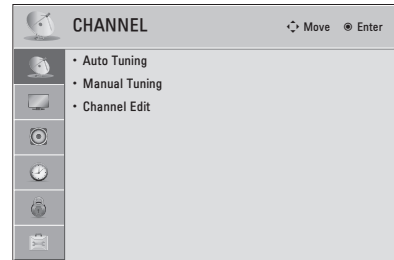 CHANNEL
Move Enter
• Auto Tuning
• Manual Tuning
• Channel Edit